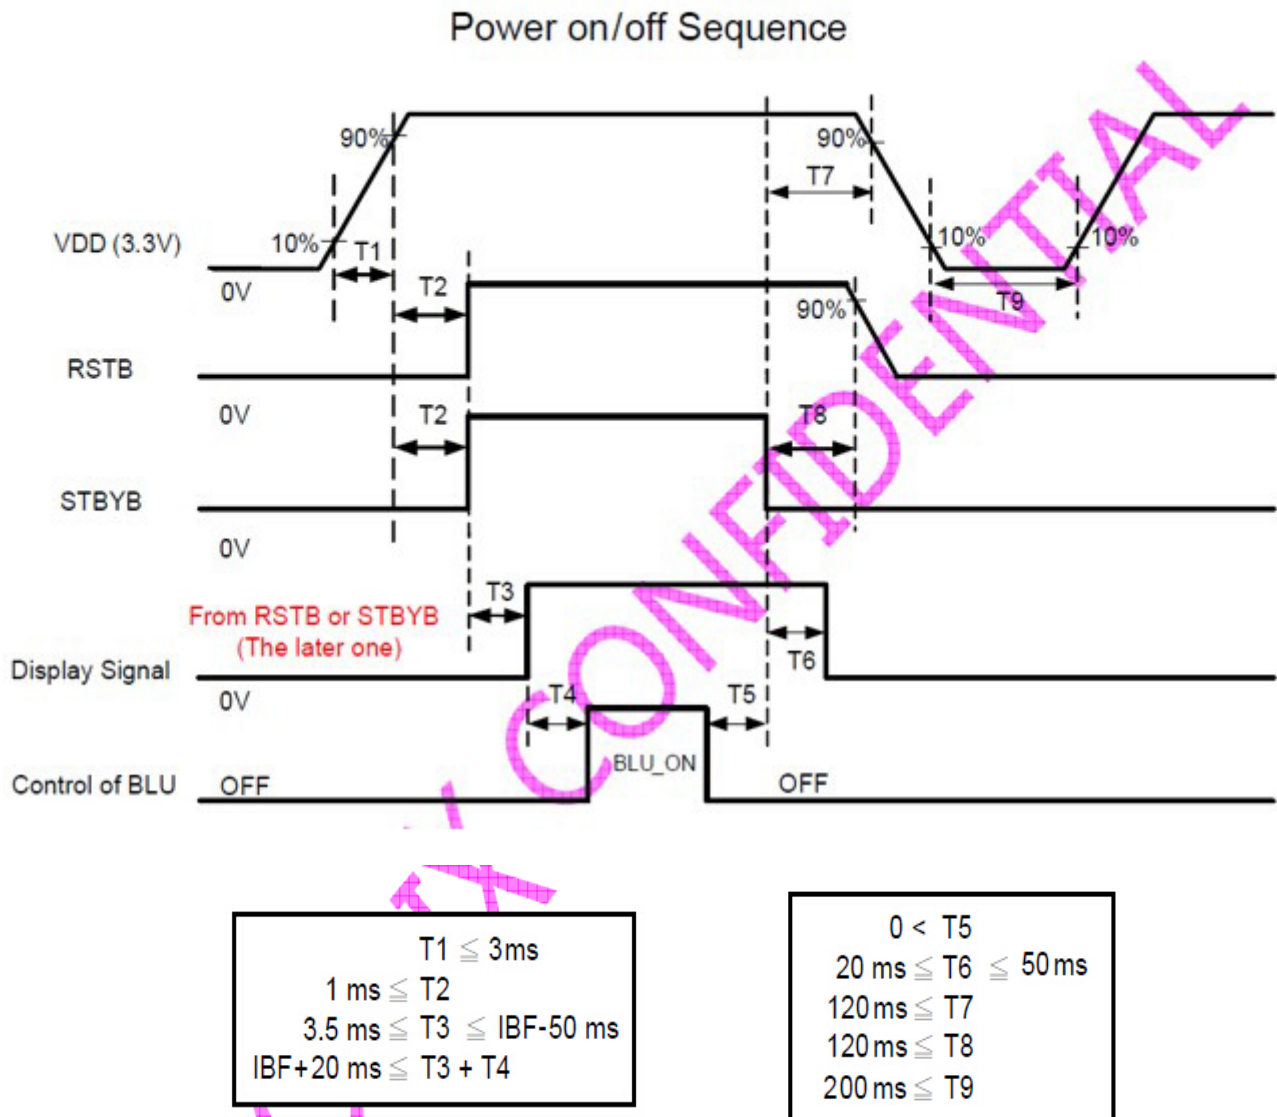 Power on/off Sequence
90%
90%
T7
VDD (3.3V)
10%
T1
10%
10%
0V
T2
T9
90%
RSTB
0V
T2
T8
STBYB
0V
T3
From RSTB or STBYB
(The later one)
T6
Display Signal
0V
T4
T5
BLU_ON
Control of BLU
OFF
OFF
CONFIDENTIAL
T1 ≦ 3ms
1 ms ≦ T2
3.5 ms ≦ T3 ≦ IBF-50 ms
IBF+20 ms ≦ T3 + T4
0 < T5
20 ms ≦ T6 ≦ 50ms
120ms ≦ T7
120ms ≦ T8
200ms ≦ T9